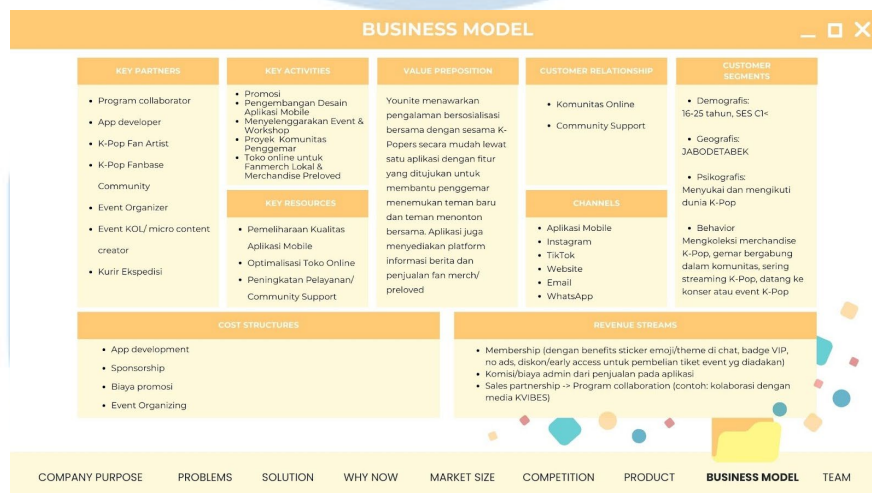 BUSINESS MODEL
KEY PARTNERS
• Program collaborator
• App developer
• K-Pop Fan Artist
• K-Pop Fanbase
Community
• Event Organizer
• Event KOL/ micro content
creator
• Kurir Ekspedisi
KEY ACTIVITIES
• Promosi
• Pengembangan Desain
Aplikasi Mobile
• Menyelenggarakan Event &
Workshop
• Proyek Komunitas
Penggemar
• Toko online untuk
Fanmerch Lokal &
Merchandise Preloved
KEY RESOURCES
• Pemeliharaan Kualitas
Aplikasi Mobile
• Optimalisasi Toko Online
• Peningkatan Pelayanan/
Community Support
VALUE PREPOSITION
Younite menawarkan
pengalaman bersosialisasi
bersama dengan sesama K-
Popers secara mudah lewat
satu aplikasi dengan fitur
yang ditujukan untuk
membantu penggemar
menemukan teman baru
dan teman menonton
bersama. Aplikasi juga
menyediakan platform
informasi berita dan
penjualan fan merch/
preloved
CUSTOMER RELATIONSHIP
• Komunitas Online
• Community Support
CHANNELS
• Aplikasi Mobile
• Instagram
• TikTok
• Website
• Email
• WhatsApp
CUSTOMER
SEGMENTS
• Demografis:
16-25 tahun, SES C1<
• Geografis:
JABODETABEK
• Psikografis:
Menyukai dan mengikuti
dunia K-Pop
• Behavior
Mengkoleksi merchandise
K-Pop, gemar bergabung
dalam komunitas, sering
streaming K-Pop, datang ke
konser atau event K-Pop
COST STRUCTURES
• App development
• Sponsorship
• Biaya promosi
• Event Organizing
REVENUE STREAMS
• Membership (dengan benefits sticker emoji/theme di chat, badge VIP,
no ads, diskon/early access untuk pembelian tiket event yg diadakan)
• Komisi/biaya admin dari penjualan pada aplikasi
• Sales partnership -> Program collaboration (contoh: kolaborasi dengan
media KVIBES)
COMPANY PURPOSE PROBLEMS SOLUTION WHY NOW MARKET SIZE COMPETITION PRODUCT BUSINESS MODEL TEAM